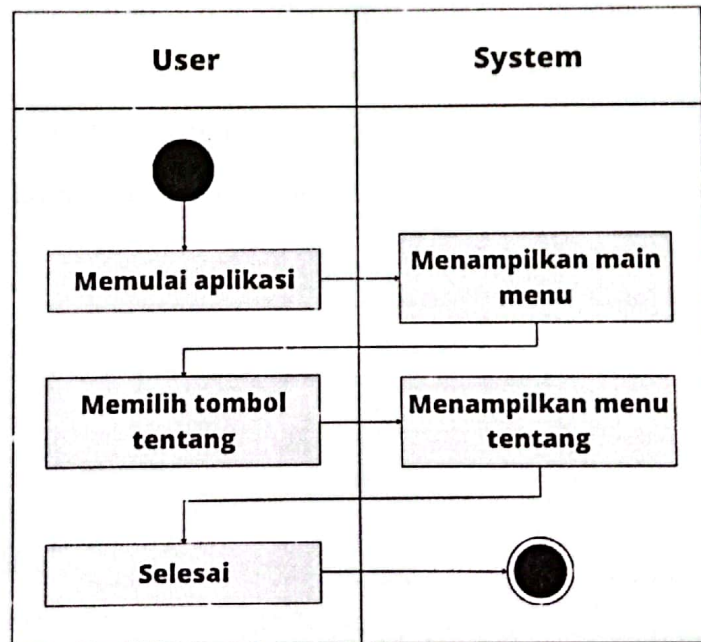 User
System
Memulai aplikasi
Menampilkan main
menu
Memilih tombol
tentang
Menampilkan menu
tentang
Selesai